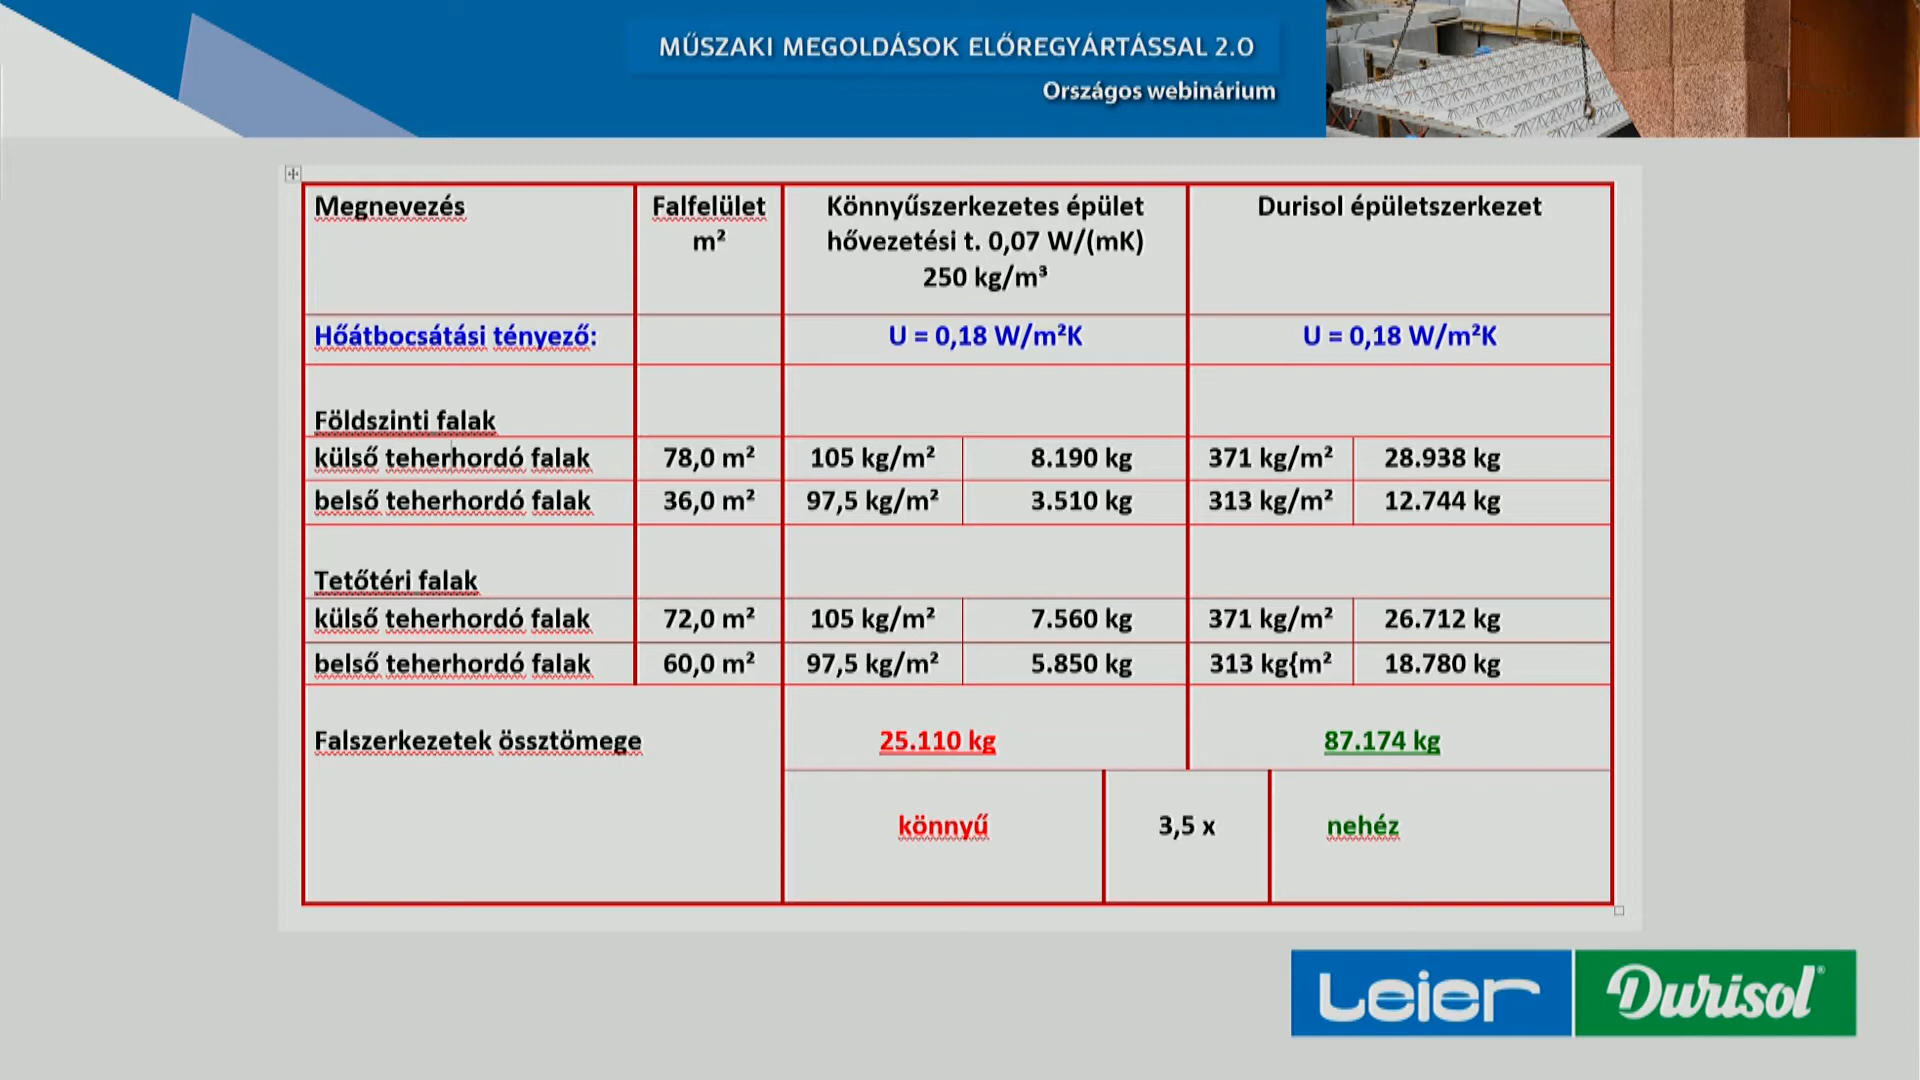 MŰSZAKI MEGOLDÁSOK ELŐREGYÁRTÁSSAL 2.0
Országos webinárium
Megnevezés
Falfelület
m²
Könnyűszerkezetes épület
hővezetési t. 0,07 W/(mK)
250 kg/m³
Durisol épületszerkezet
Hőátbocsátási tényező:
U = 0,18 W/m²K
U = 0,18 W/m²K
Földszinti falak
külső teherhordó falak 78,0 m² 105 kg/m² 8.190 kg 371 kg/m² 28.938 kg
belső teherhordó falak 36,0 m² 97,5 kg/m² 3.510 kg 313 kg/m² 12.744 kg
Tetőtéri falak
külső teherhordó falak 72,0 m² 105 kg/m² 7.560 kg 371 kg/m² 26.712 kg
belső teherhordó falak 60,0 m² 97,5 kg/m² 5.850 kg 313 kg{m² 18.780 kg
Falszerkezetek össztömege 25.110 kg 87.174 kg
könnyű 3,5 x nehéz
Leier Durisol®